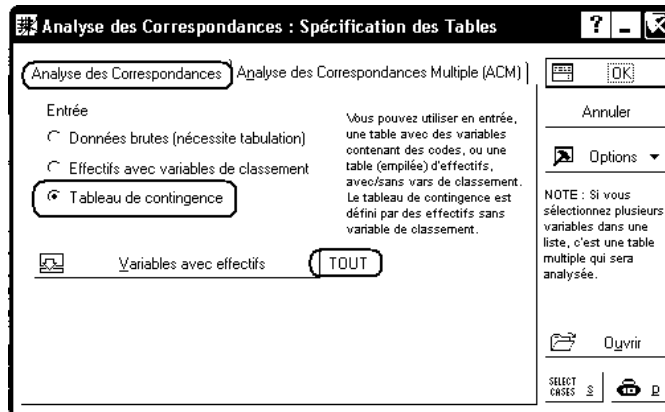 Analyse des Correspondances : Spécification des Tables
?
Analyse des Correspondances
Analyse des Correspondances Multiple (ACM)
OK
Entrée
Données brutes (nécessite tabulation)
Effectifs avec variables de classement
Tableau de contingence
Vous pouvez utiliser en entrée,
une table avec des variables
contenant des codes, ou une
table (empilée) d'effectifs,
avec/sans vars de classement.
Le tableau de contingence est
défini par des effectifs sans
variable de classement.
Variables avec effectifs
TOUT
Annuler
Options
NOTE : Si vous
sélectionnez plusieurs
variables dans une
liste, c'est une table
multiple qui sera
analysée.
Ouvrir
SELECT
CASES
S
D